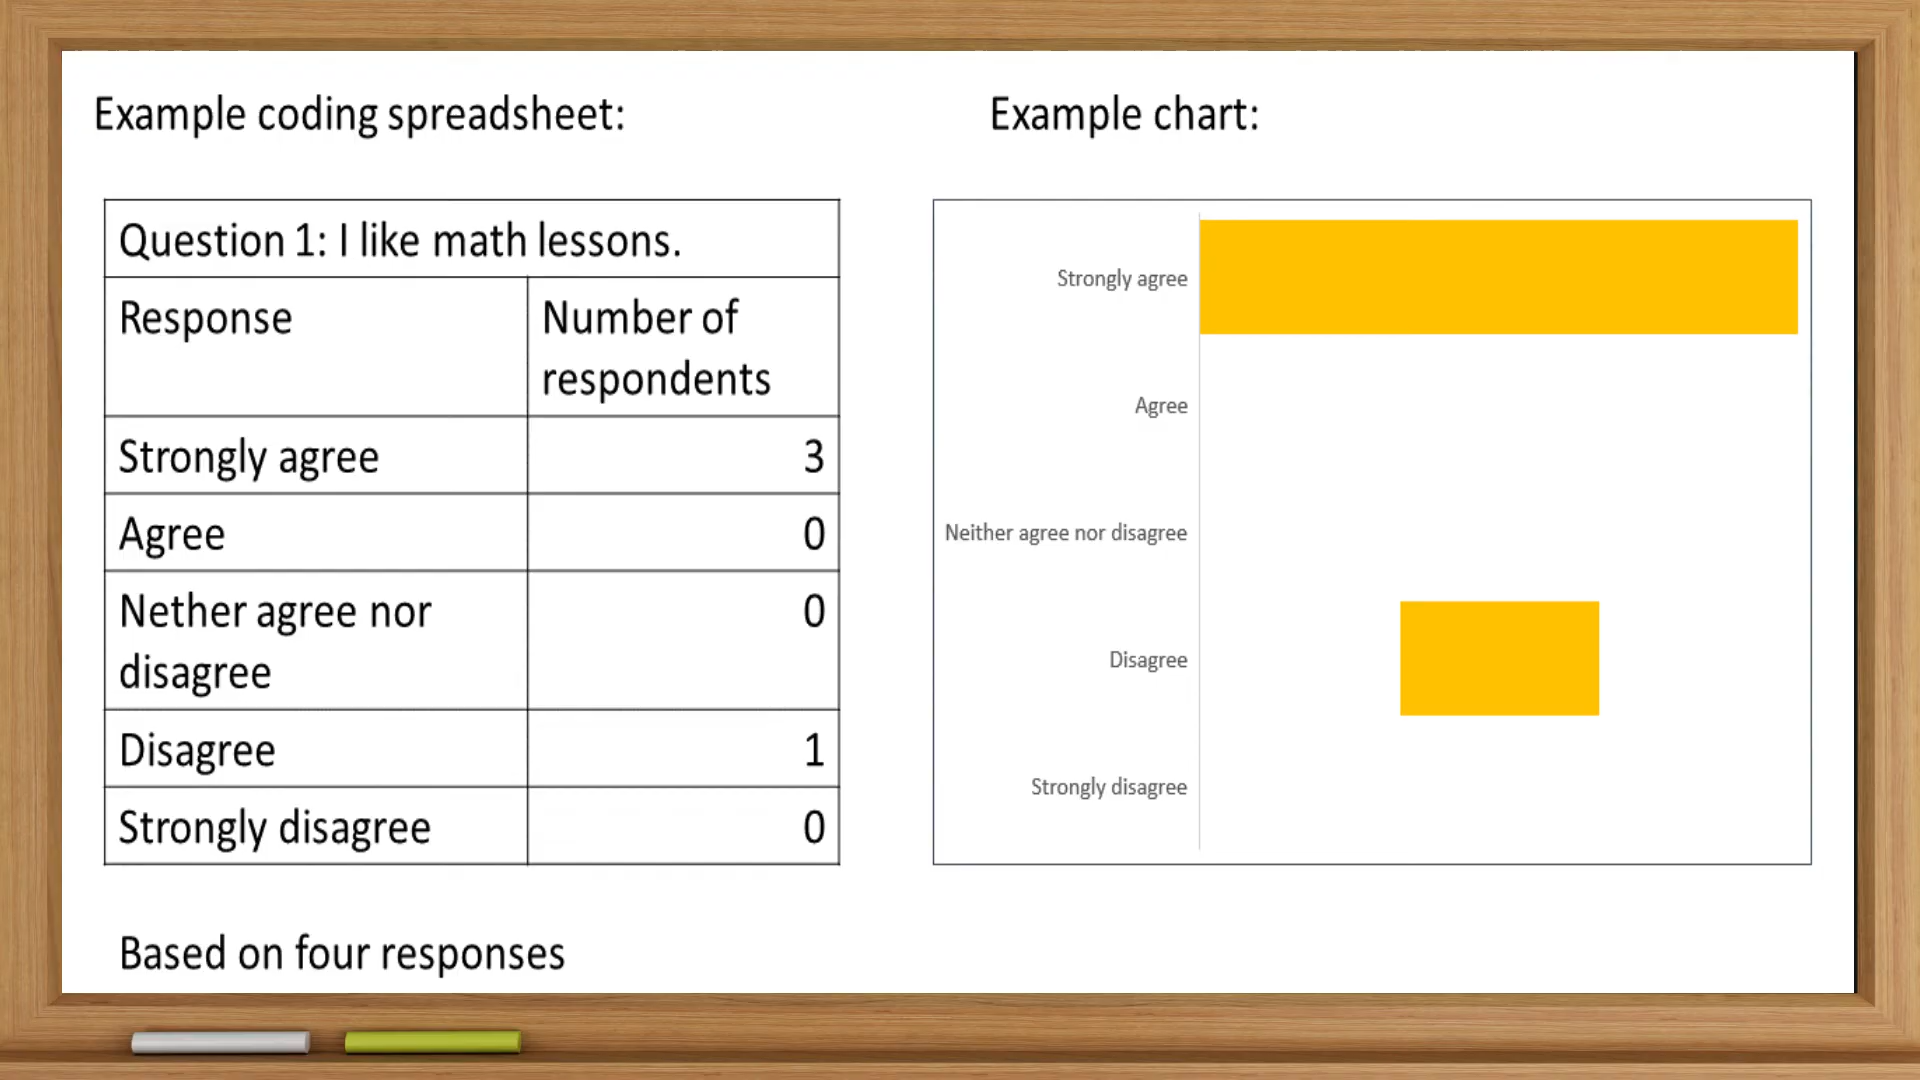 Example coding spreadsheet:
Question 1: I like math lessons.
Response
Number of
respondents
Strongly agree
3
Agree
0
Nether agree nor
disagree
0
Disagree
1
Strongly disagree
0
Based on four responses
Example chart:
Strongly agree
Agree
Neither agree nor disagree
Disagree
Strongly disagree